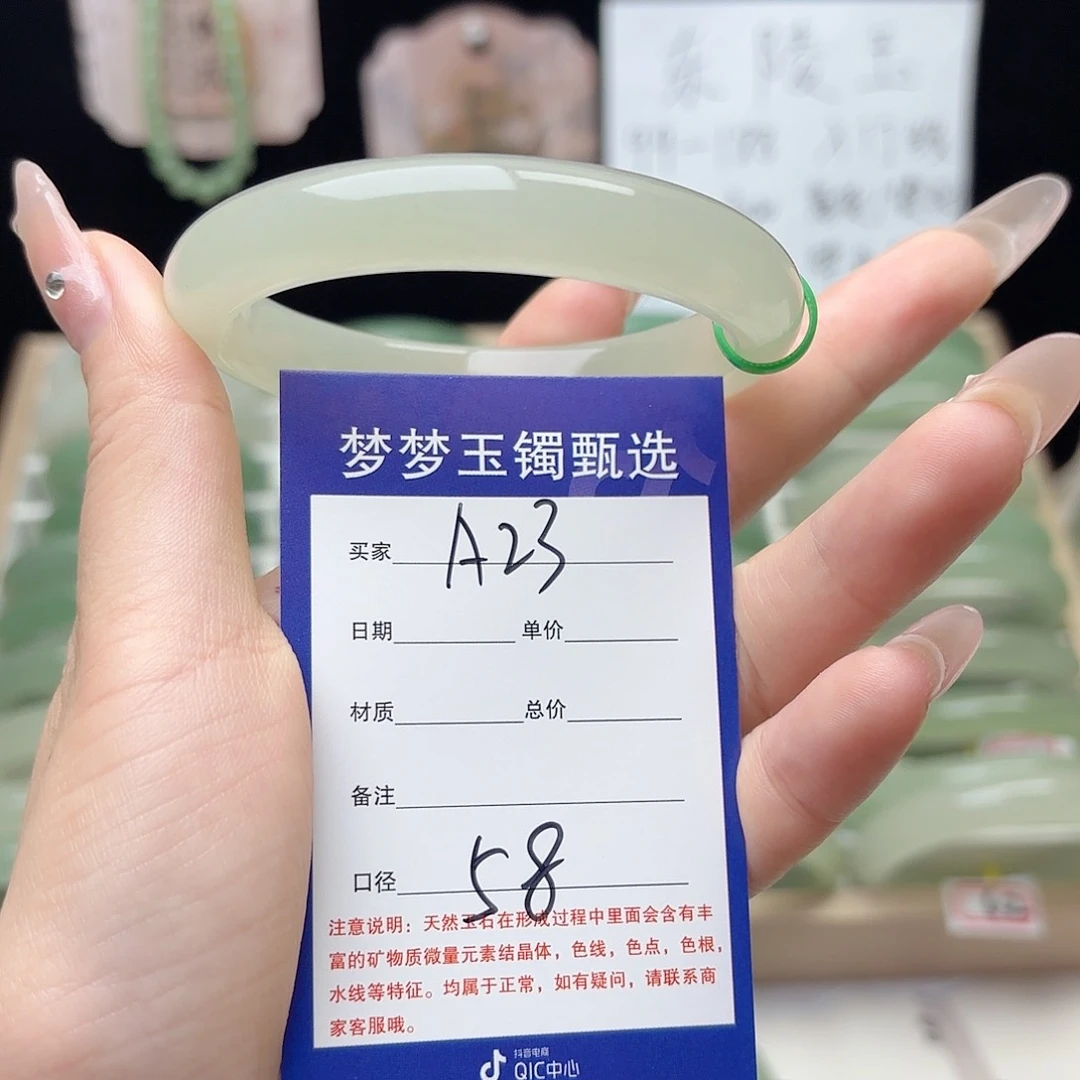 东陵玉
梦梦玉镯甄选
买家 A23
日期 单价
材质 总价
备注
口径 58
注意说明：天然玉石在形成过程中里面会含有丰
富的矿物质微量元素结晶体，色线，色点，色根，
水线等特征。均属于正常，如有疑问，请联系商
家客服哦。
抖音电商
QIC中心